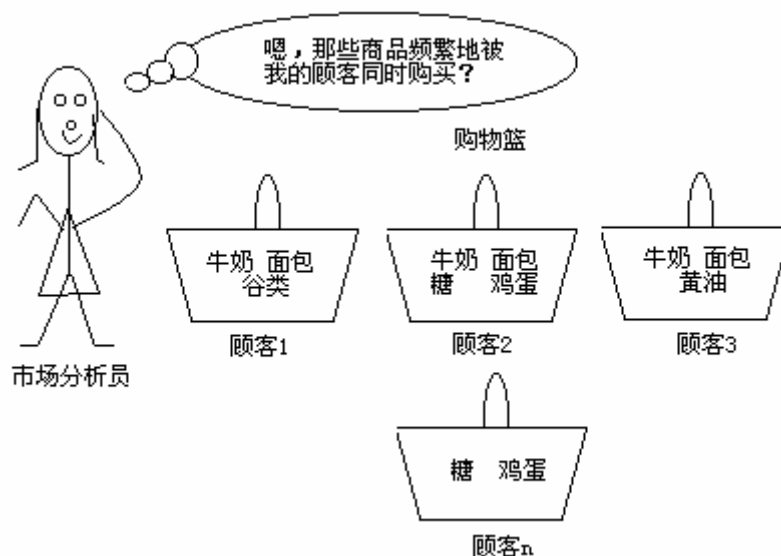 嗯，那些商品频繁地被
我的顾客同时购买？
购物篮
牛奶 面包
谷类
牛奶 面包
糖 鸡蛋
牛奶 面包
黄油
顾客1
顾客2
顾客3
市场分析员
糖 鸡蛋
顾客n